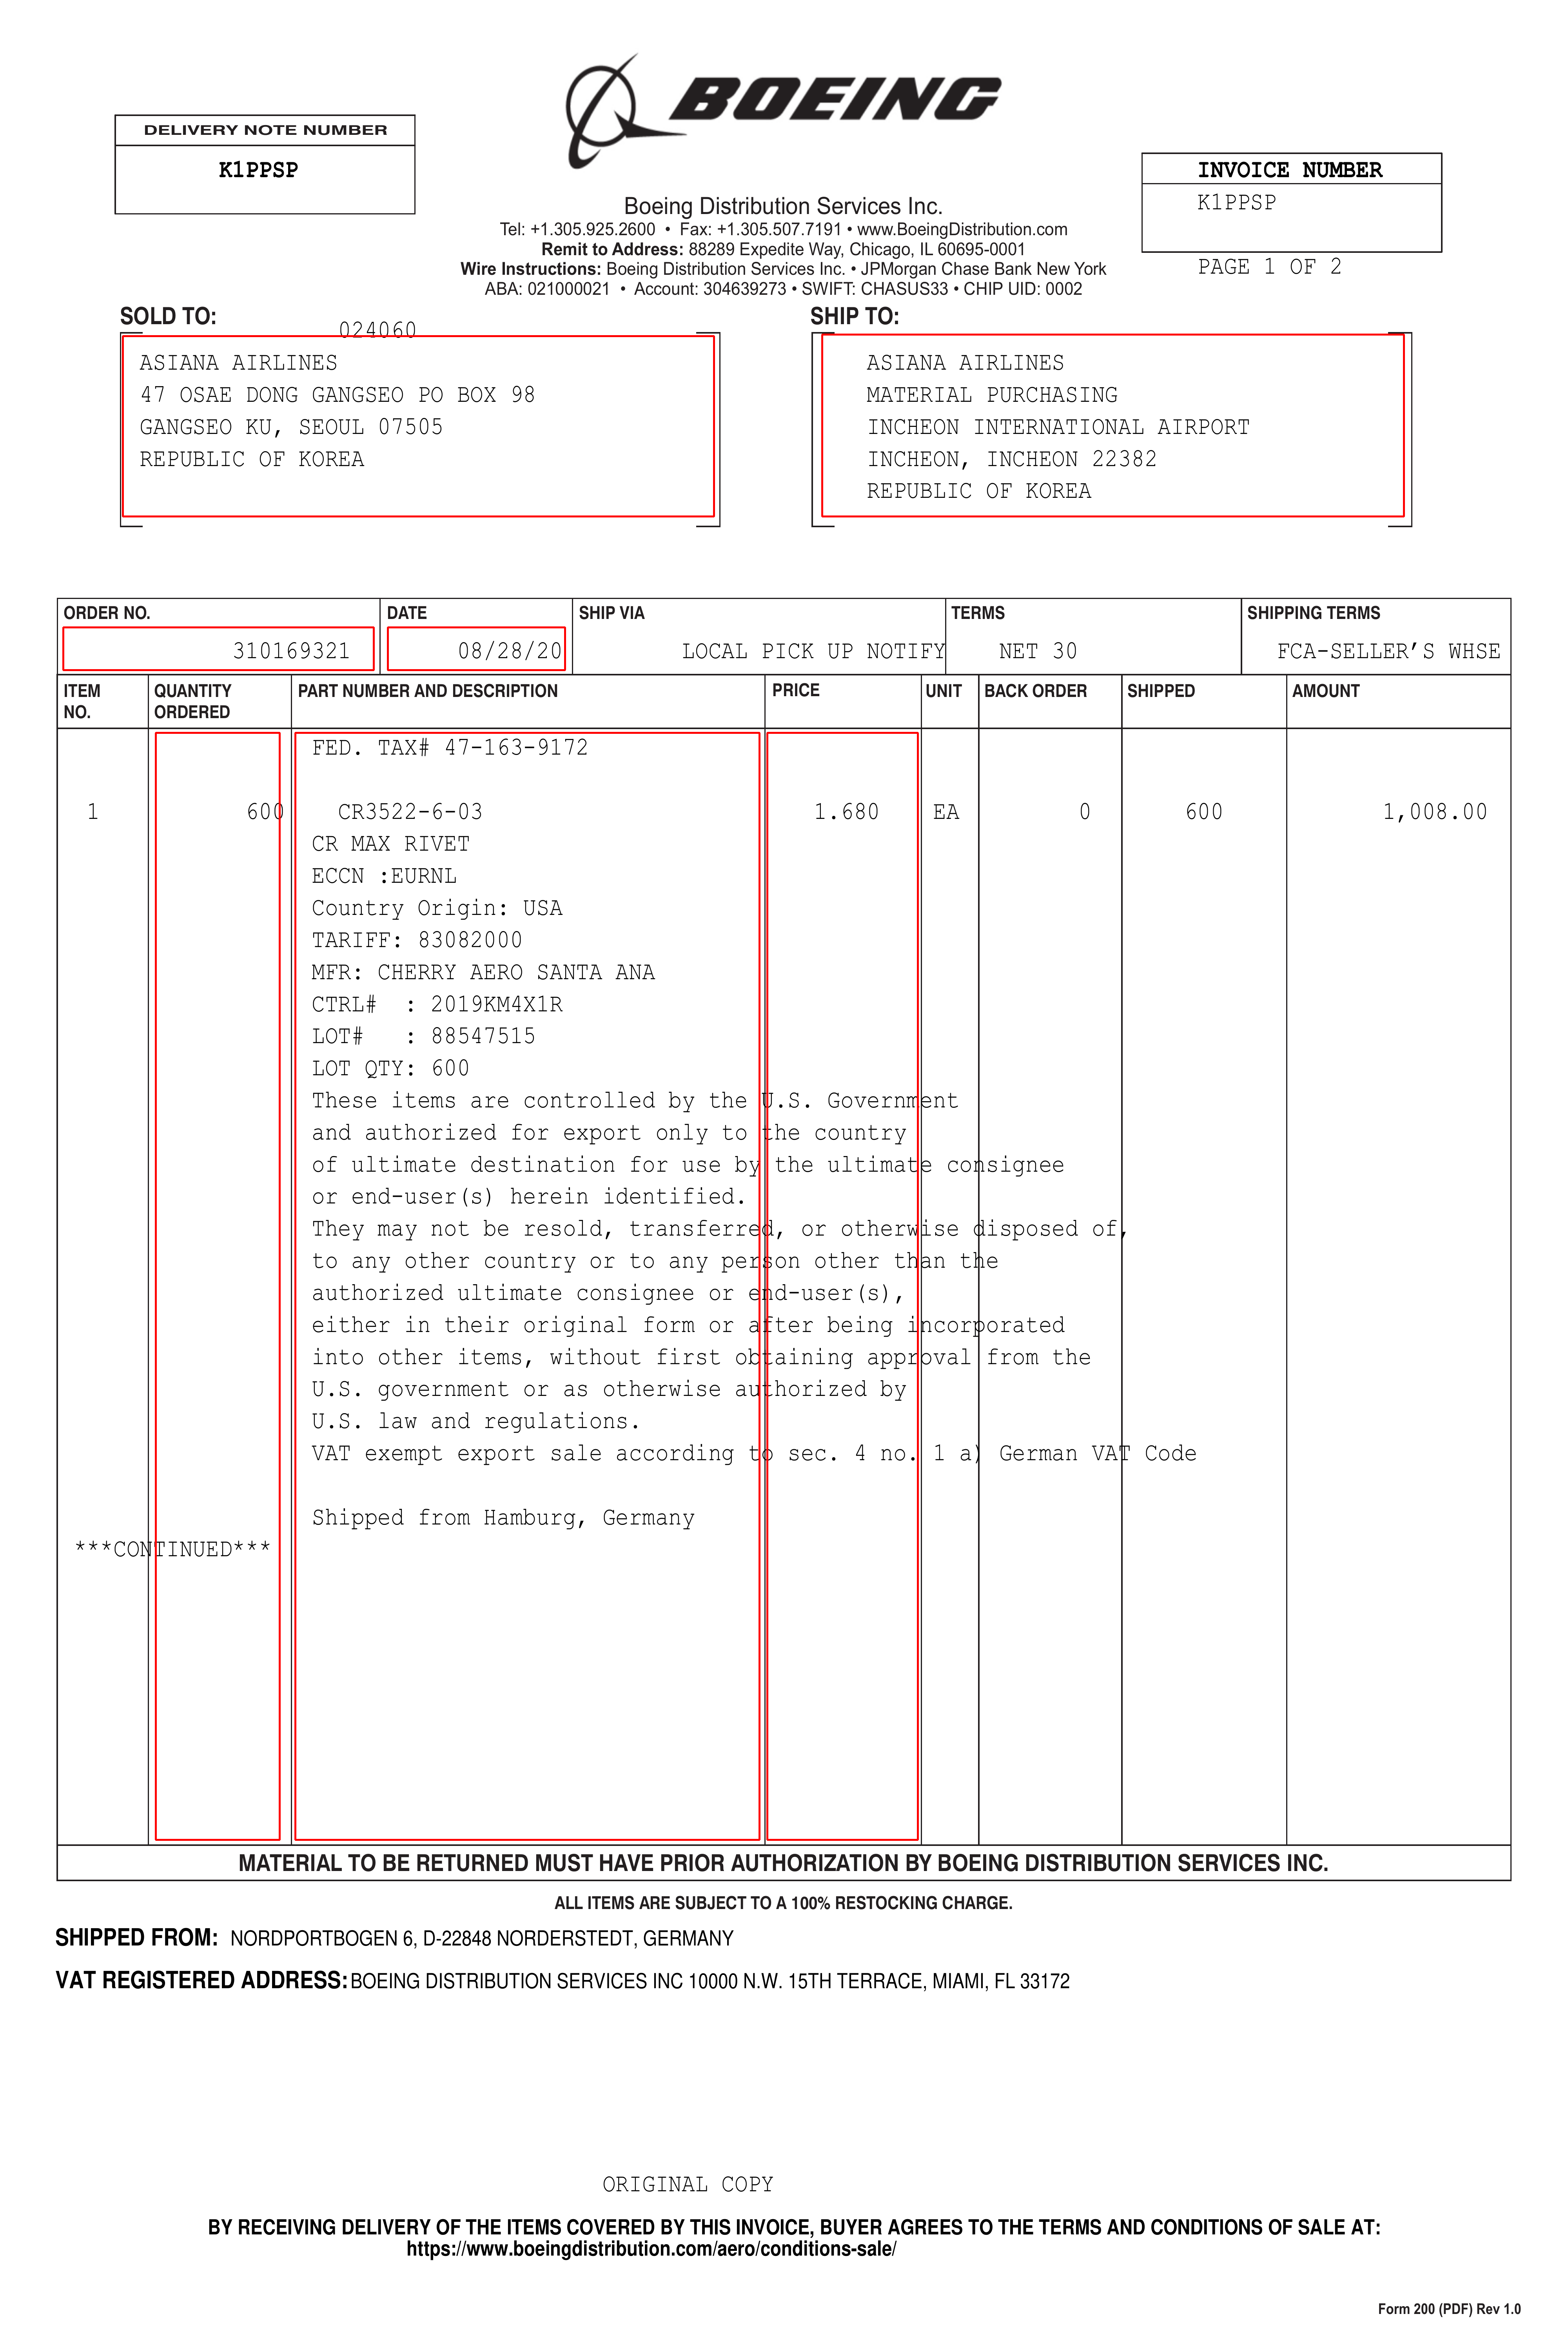 BOEING
DELIVERY NOTE NUMBER
K1PPSP
INVOICE NUMBER
K1PPSP
PAGE 1 OF 2
Boeing Distribution Services Inc.
Tel: +1.305.925.2600 • Fax: +1.305.507.7191 • www.BoeingDistribution.com
Remit to Address: 88289 Expedite Way, Chicago, IL 60695-0001
Wire Instructions: Boeing Distribution Services Inc. • JPMorgan Chase Bank New York
ABA: 021000021 • Account: 304639273 • SWIFT: CHASUS33 • CHIP UID: 0002
SOLD TO:
024060
ASIANA AIRLINES
47 OSAE DONG GANGSEO PO BOX 98
GANGSEO KU, SEOUL 07505
REPUBLIC OF KOREA
SHIP TO:
ASIANA AIRLINES
MATERIAL PURCHASING
INCHEON INTERNATIONAL AIRPORT
INCHEON, INCHEON 22382
REPUBLIC OF KOREA
ORDER NO. DATE SHIP VIA TERMS SHIPPING TERMS
310169321 08/28/20 LOCAL PICK UP NOTIFY NET 30 FCA-SELLER'S WHSE
ITEM NO. QUANTITY ORDERED PART NUMBER AND DESCRIPTION PRICE UNIT BACK ORDER SHIPPED AMOUNT
FED. TAX# 47-163-9172
1 600 CR3522-6-03 1.680 EA 0 600 1,008.00
CR MAX RIVET
ECCN :EURNL
Country Origin: USA
TARIFF: 83082000
MFR: CHERRY AERO SANTA ANA
CTRL# : 2019KM4X1R
LOT# : 88547515
LOT QTY: 600
These items are controlled by the U.S. Government
and authorized for export only to the country
of ultimate destination for use by the ultimate consignee
or end-user(s) herein identified.
They may not be resold, transferred, or otherwise disposed of,
to any other country or to any person other than the
authorized ultimate consignee or end-user(s),
either in their original form or after being incorporated
into other items, without first obtaining approval from the
U.S. government or as otherwise authorized by
U.S. law and regulations.
VAT exempt export sale according to sec. 4 no. 1 a) German VAT Code
Shipped from Hamburg, Germany
***CONTINUED***
MATERIAL TO BE RETURNED MUST HAVE PRIOR AUTHORIZATION BY BOEING DISTRIBUTION SERVICES INC.
ALL ITEMS ARE SUBJECT TO A 100% RESTOCKING CHARGE.
SHIPPED FROM: NORDPORTBOGEN 6, D-22848 NORDERSTEDT, GERMANY
VAT REGISTERED ADDRESS: BOEING DISTRIBUTION SERVICES INC 10000 N.W. 15TH TERRACE, MIAMI, FL 33172
ORIGINAL COPY
BY RECEIVING DELIVERY OF THE ITEMS COVERED BY THIS INVOICE, BUYER AGREES TO THE TERMS AND CONDITIONS OF SALE AT:
https://www.boeingdistribution.com/aero/conditions-sale/
Form 200 (PDF) Rev 1.0